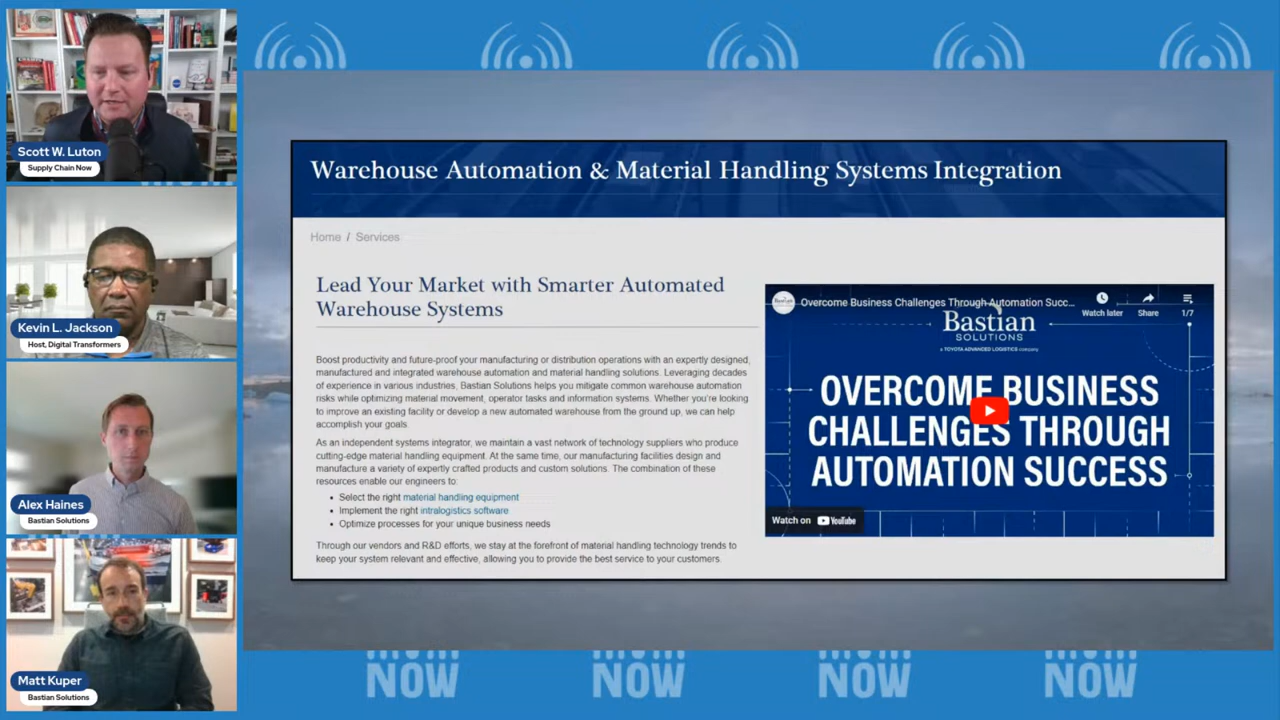 Scott W. Luton
Supply Chain Now
Kevin L. Jackson
Host, Digital Transformers
Alex Haines
Bastian Solutions
Matt Kuper
Bastian Solutions
Warehouse Automation & Material Handling Systems Integration
Home / Services
Lead Your Market with Smarter Automated
Warehouse Systems
Boost productivity and future-proof your manufacturing or distribution operations with an expertly designed,
manufactured and integrated warehouse automation and material handling solutions. Leveraging decades
of experience in various industries, Bastian Solutions helps you mitigate common warehouse automation
risks while optimizing material movement, operator tasks and information systems. Whether you're looking
to improve an existing facility or develop a new automated warehouse from the ground up, we can help
accomplish your goals.
As an independent systems integrator, we maintain a vast network of technology suppliers who produce
cutting-edge material handling equipment. At the same time, our manufacturing facilities design and
manufacture a variety of expertly crafted products and custom solutions. The combination of these
resources enable our engineers to:
• Select the right material handling equipment
• Implement the right intralogistics software
• Optimize processes for your unique business needs
Through our vendors and R&D efforts, we stay at the forefront of material handling technology trends to
keep your system relevant and effective, allowing you to provide the best service to your customers.
Overcome Business Challenges Through Automation Succ...
Watch later
Share
1/7
Bastian
SOLUTIONS
a TOYOTA ADVANCED LOGISTICS company
OVERCOME BUSINESS
CHALLENGES THROUGH
AUTOMATION SUCCESS
Watch on YouTube
NOW
NOW
NOW
NOW